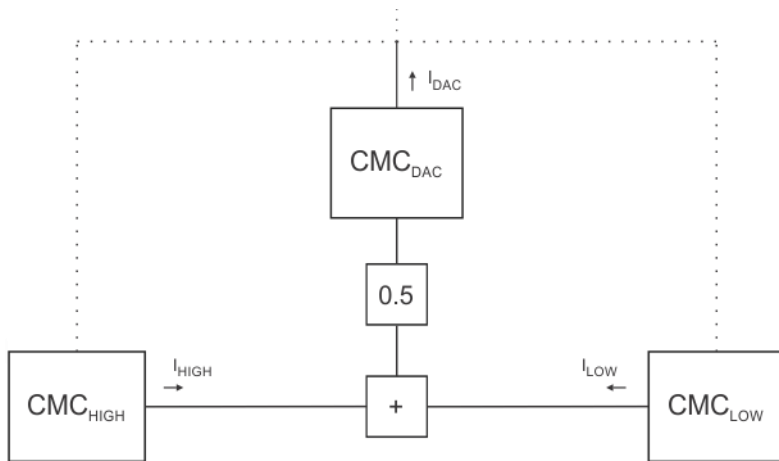 I_DAC
CMC_DAC
0.5
I_HIGH
I_LOW
CMC_HIGH
+
CMC_LOW